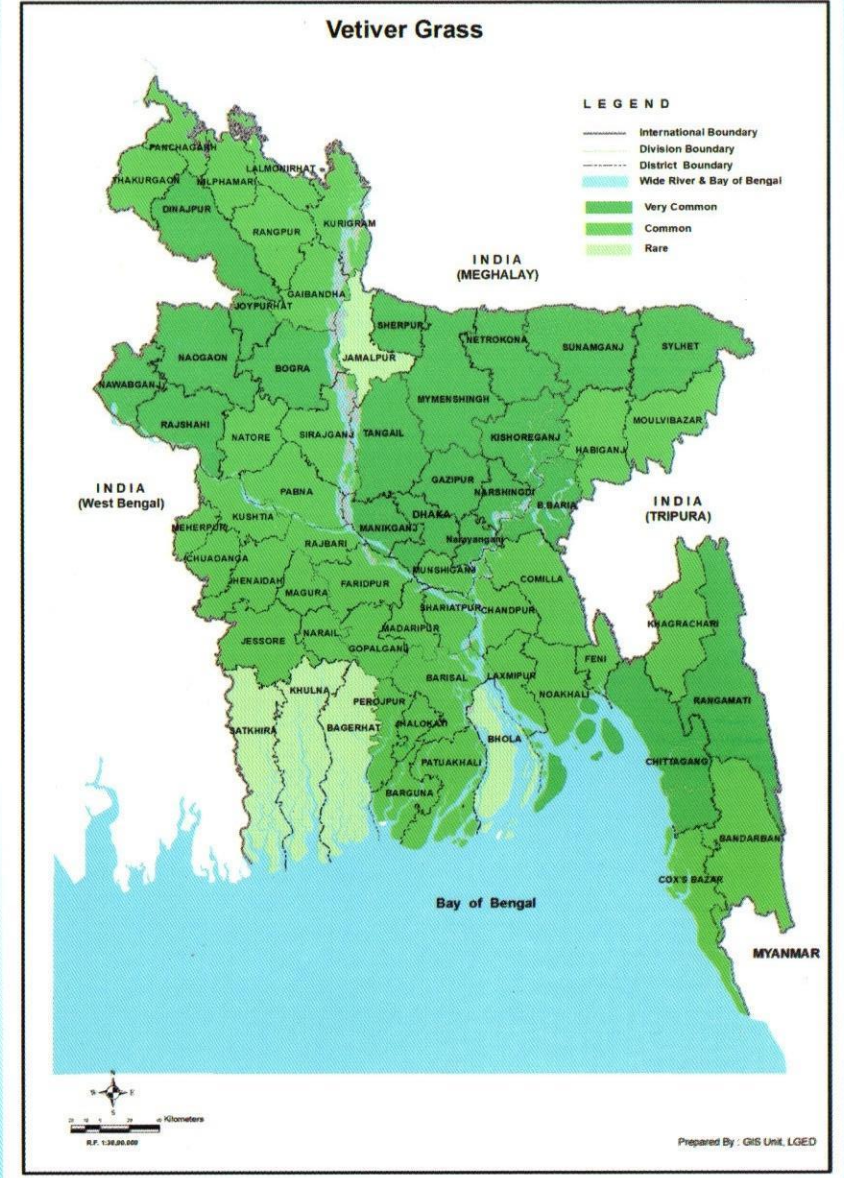 Vetiver Grass
LEGEND
International Boundary
Division Boundary
District Boundary
Wide River & Bay of Bengal
Very Common
Common
Rare
PANCHAGARH
LALMONIRHAT
THAKURGAON
NILPHAMARI
DINAJPUR
KURIGRAM
RANGPUR
INDIA
(MEGHALAY)
GAIBANDHA
JOYPURHAT
SHERPUR
NETROKONA
SUNAMGANJ
SYLHET
NAOGAON
JAMALPUR
BOGRA
NAWABGANJ
MYMENSHINGH
RAJSHAHI
NATORE
SIRAJGANJ
TANGAIL
KISHOREGANJ
MOULVIBAZAR
HABIGANJ
INDIA
(West Bengal)
PABNA
GAZIPUR
NARSHINGDI
B.BARIA
INDIA
(TRIPURA)
KUSHTIA
MEHERPUR
MANIKGANJ
DHAKA
Narayanganj
RAJBARI
CHUADANGA
JHENAIDAH
MAGURA
FARIDPUR
MUNSHIGANJ
COMILLA
SHARIATPUR
CHANDPUR
KHAGRACHARI
JESSORE
NARAIL
MADARIPUR
GOPALGANJ
FENI
KHULNA
BARISAL
LAXMIPUR
NOAKHALI
RANGAMATI
SATKHIRA
BAGERHAT
PEROJPUR
JHALOKATI
BHOLA
PATUAKHALI
CHITTAGANG
BARGUNA
BANDARBAN
COX'S BAZAR
Bay of Bengal
MYANMAR
N
W E
S
Kilometers
R.F. 1:30,00,000
Prepared By : GIS Unit, LGED